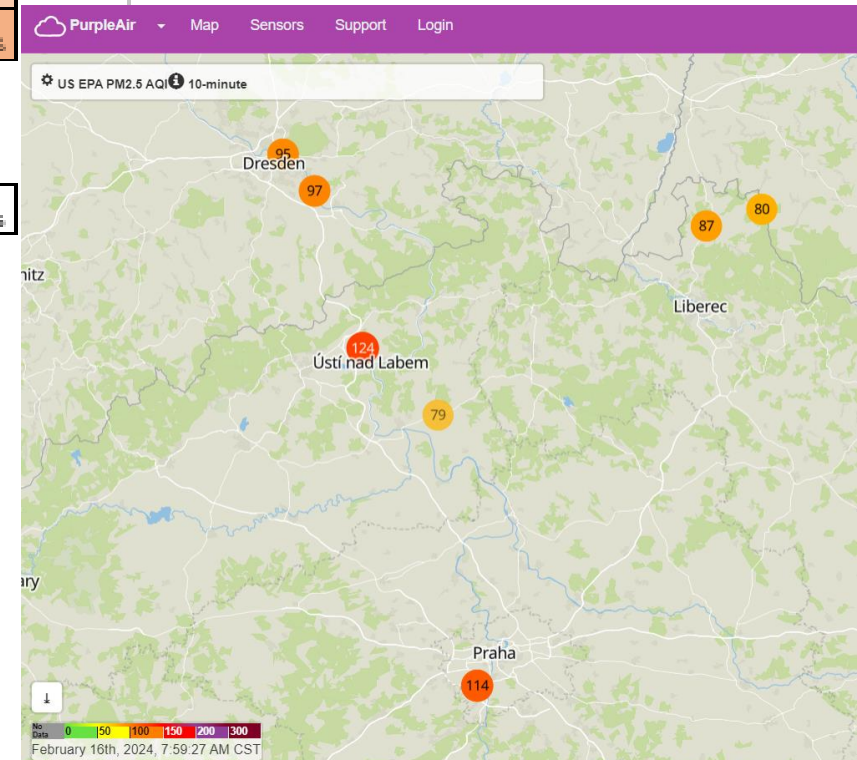 PurpleAir Map Sensors Support Login
US EPA PM2.5 AQI 10-minute
95
Dresden
97
80
87
nitz
Liberec
124
Ústí nad Labem
79
ary
Praha
114
No Data 0 50 100 150 200 300
February 16th, 2024, 7:59:27 AM CST